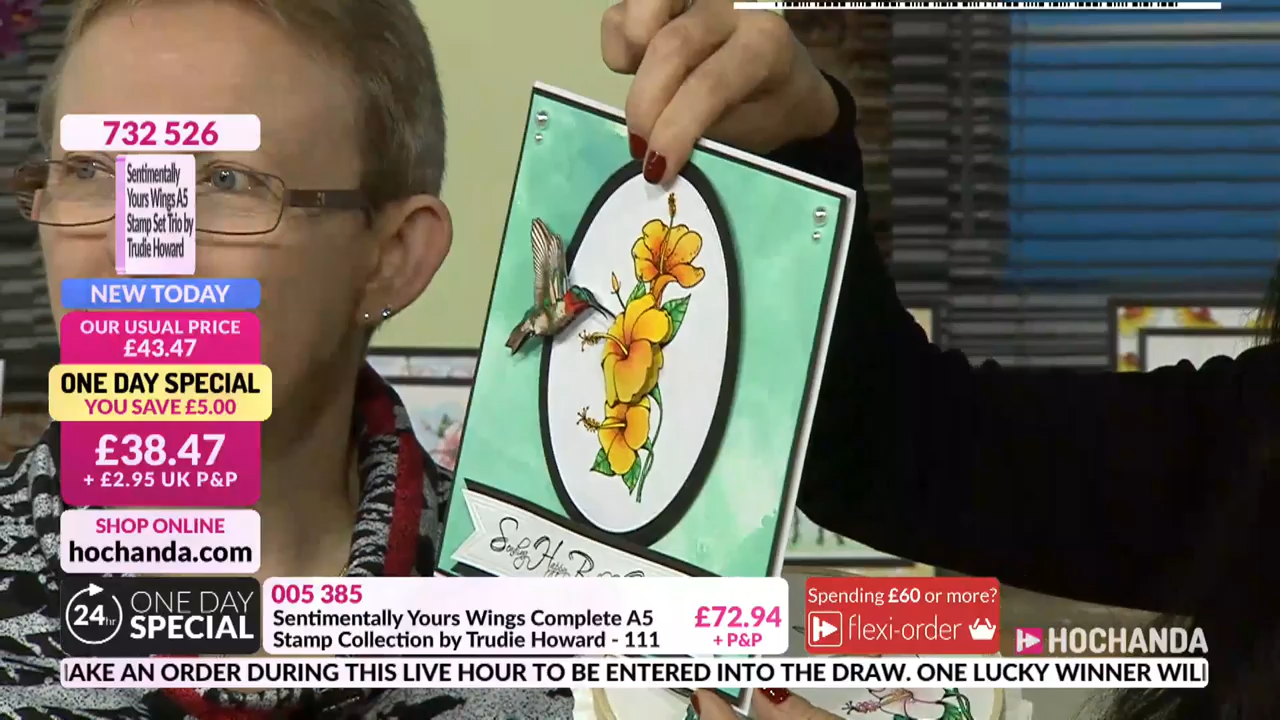 732 526
Sentimentally
Yours Wings A5
Stamp Set Trio by
Trudie Howard
NEW TODAY
OUR USUAL PRICE
£43.47
ONE DAY SPECIAL
YOU SAVE £5.00
£38.47
+ £2.95 UK P&P
SHOP ONLINE
hochanda.com
Sending Happy
24hr
ONE DAY
SPECIAL
005 385
Sentimentally Yours Wings Complete A5
Stamp Collection by Trudie Howard - 111
£72.94
+ P&P
Spending £60 or more?
flexi-order
HOCHANDA
AKE AN ORDER DURING THIS LIVE HOUR TO BE ENTERED INTO THE DRAW. ONE LUCKY WINNER WIL